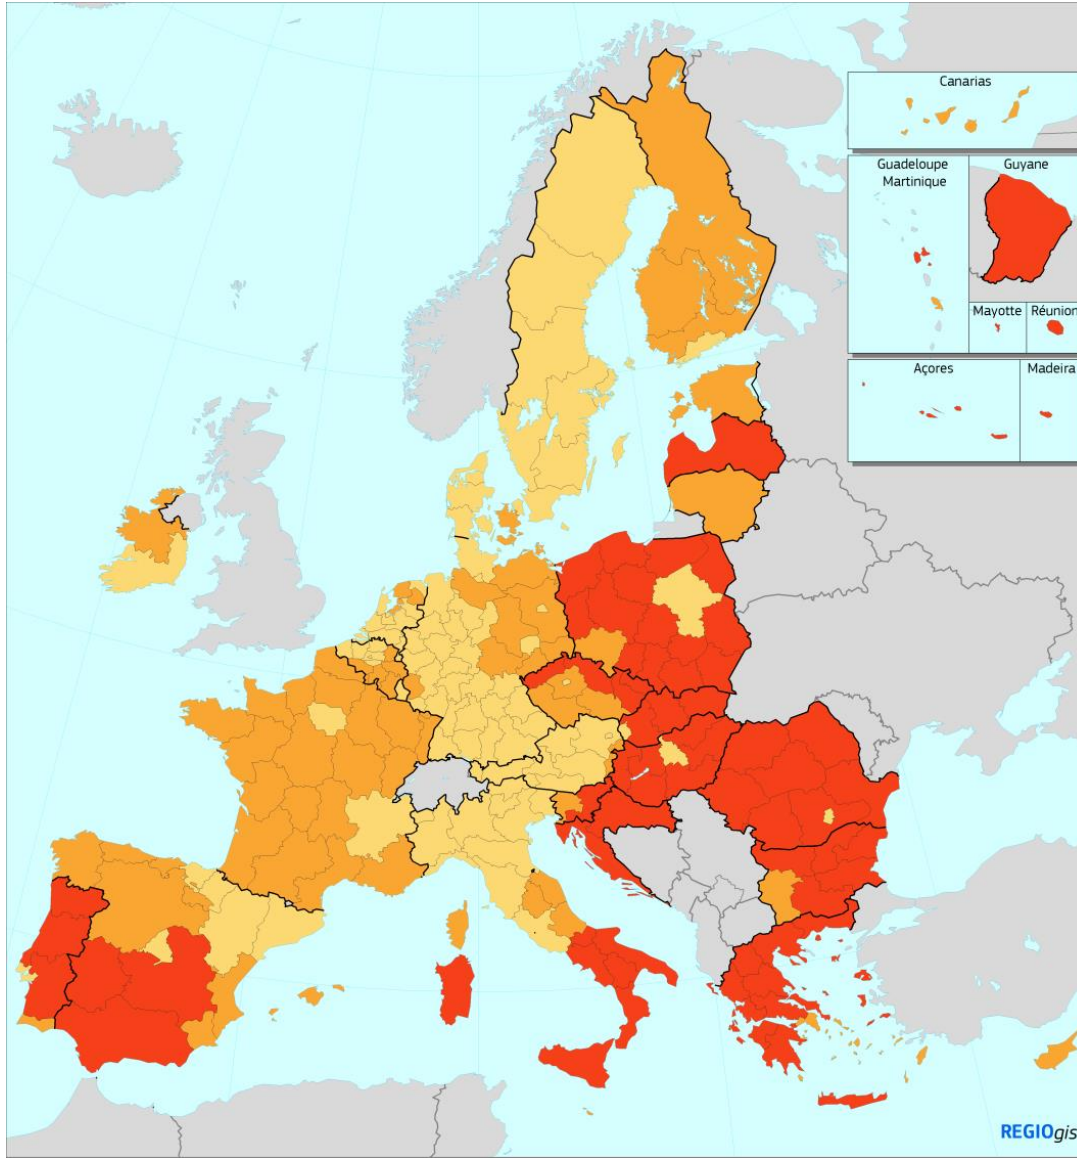 Canarias
Guadeloupe
Martinique
Guyane
Mayotte
Réunion
Açores
Madeira
REGIOgis